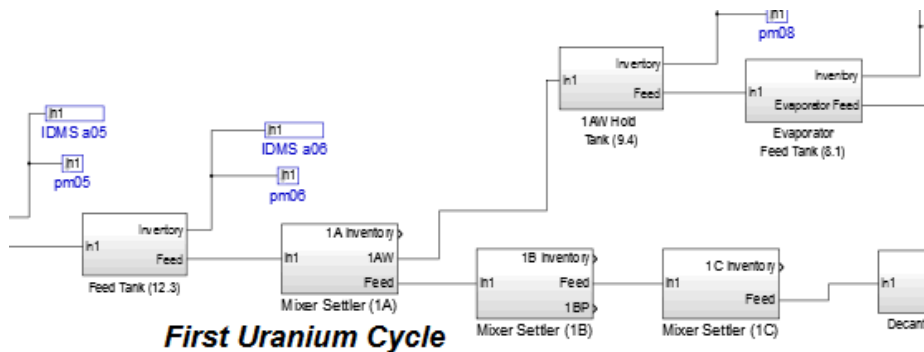 In1
pm08
Inventory
In1
Feed
1AW Hold
Tank (9.4)
Inventory
In1
Evaporator Feed
Evaporator
Feed Tank (8.1)
In1
IDMS a05
In1
pm05
In1
IDMS a06
In1
pm06
Inventory
In1
Feed
Feed Tank (12.3)
1A Inventory
In1
1AW
Feed
Mixer Settler (1A)
1B Inventory
In1
Feed
1BP
Mixer Settler (1B)
1C Inventory
In1
Feed
Mixer Settler (1C)
In1
Decant
First Uranium Cycle